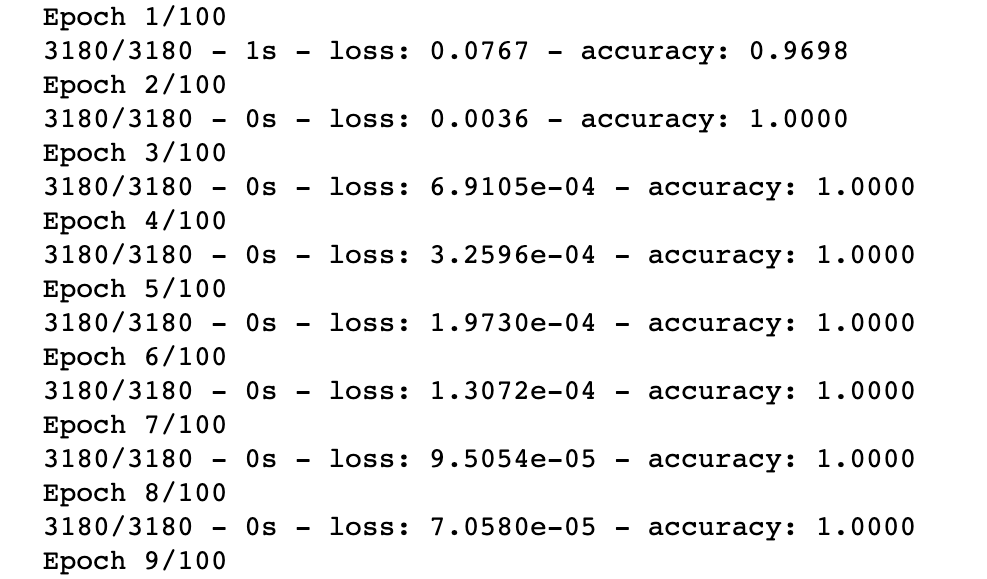 Epoch 1/100
3180/3180 - 1s - loss: 0.0767 - accuracy: 0.9698
Epoch 2/100
3180/3180 - 0s - loss: 0.0036 - accuracy: 1.0000
Epoch 3/100
3180/3180 - 0s - loss: 6.9105e-04 - accuracy: 1.0000
Epoch 4/100
3180/3180 - 0s - loss: 3.2596e-04 - accuracy: 1.0000
Epoch 5/100
3180/3180 - 0s - loss: 1.9730e-04 - accuracy: 1.0000
Epoch 6/100
3180/3180 - 0s - loss: 1.3072e-04 - accuracy: 1.0000
Epoch 7/100
3180/3180 - 0s - loss: 9.5054e-05 - accuracy: 1.0000
Epoch 8/100
3180/3180 - 0s - loss: 7.0580e-05 - accuracy: 1.0000
Epoch 9/100